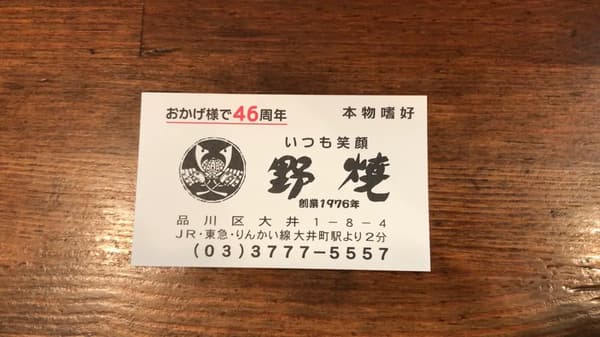 おかげ様で46周年 本物嗜好
いつも笑顔
野焼
創業1976年
品川区大井1-8-4
JR・東急・りんかい線大井町駅より2分
(03)3777-5557